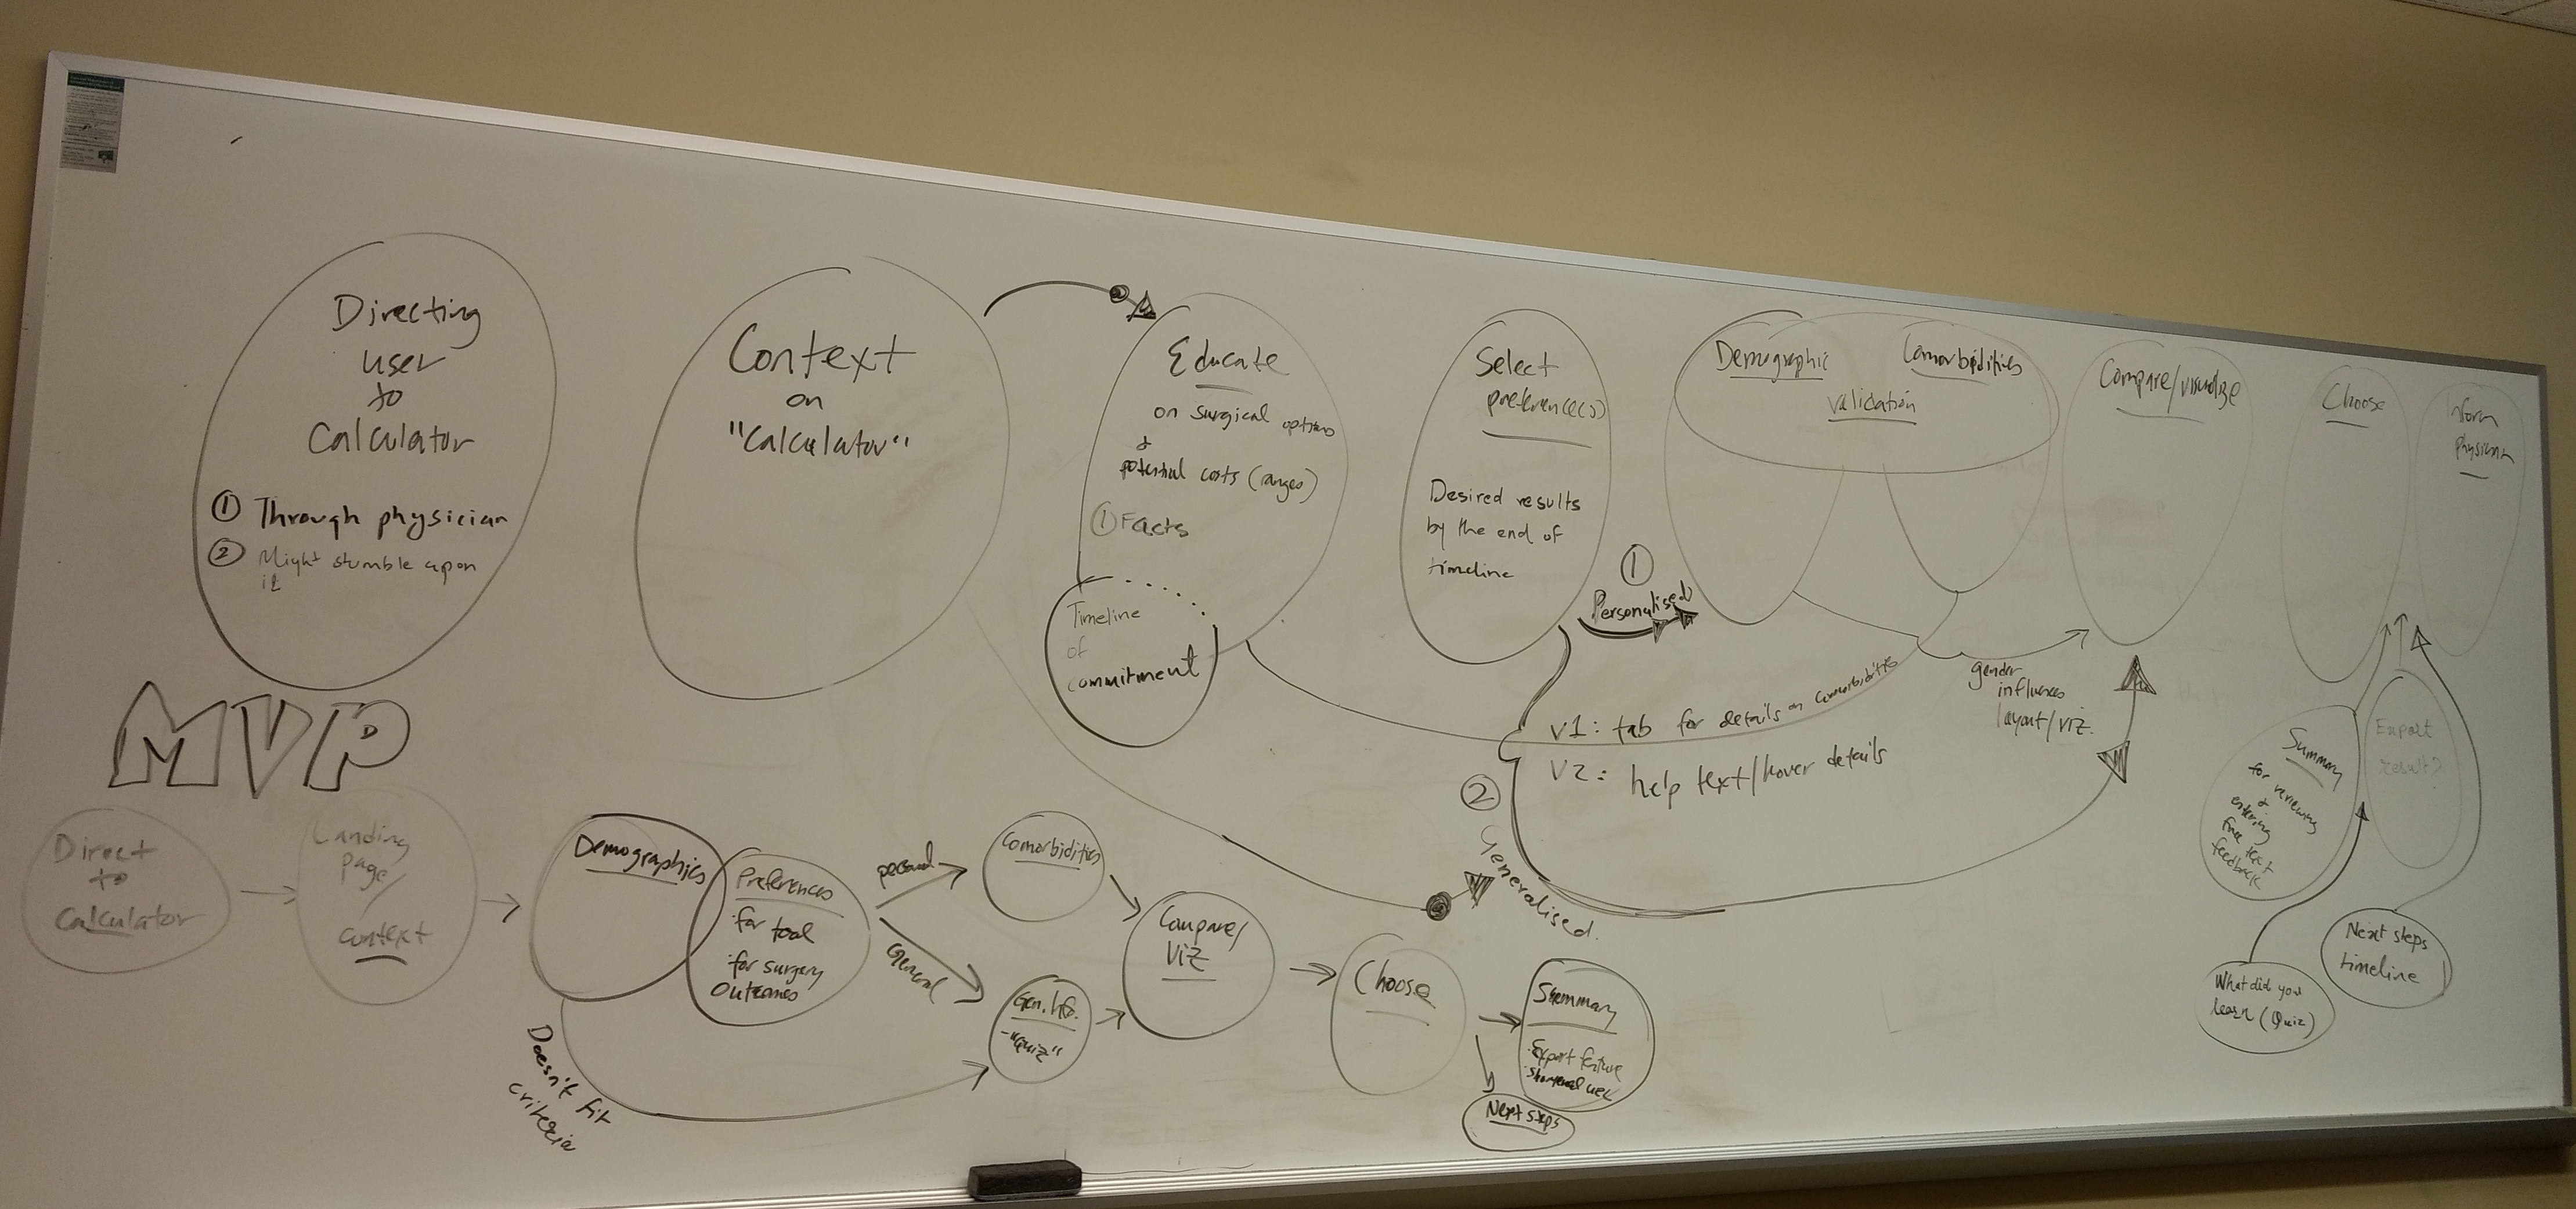 Directing
user
to
Calculator
① Through physician
② Might stumble upon
it
Context
on
"Calculator"
Educate
on surgical options
&
potential costs (ranges)
① Facts
Timeline
of
commitment
Select
preference(s)
Desired results
by the end of
timeline
① Personalised
Demographic
Comorbidities
validation
Compare/visualize
Choose
physician
gender
influences
layout/viz.
V1: tab for details on comorbidities
V2: help text/hover details
② Generalised.
Summary
for reviewing
&
entering
free text
feedback
Export
result?
What did you
learn (Quiz)
Next steps
timeline
MVP
Direct
to
Calculator
Landing
page/
context
Demographics
Preferences
for tool
for surgery
outcomes
personal
General
Doesn't fit
criteria
Comorbidities
Gen. Info.
-"Quiz"
Compare/
Viz
Choose
Summary
Export feature
Next steps